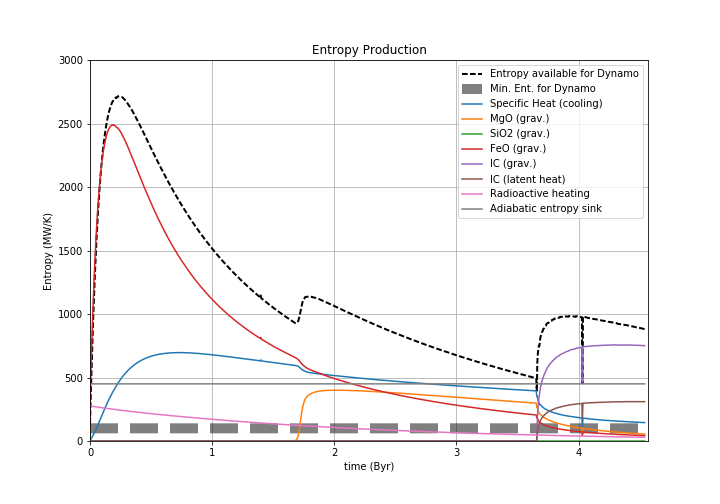 Entropy Production
3000
2500
2000
1500
1000
500
0
Entropy (MW/K)
Entropy available for Dynamo
Min. Ent. for Dynamo
Specific Heat (cooling)
MgO (grav.)
SiO2 (grav.)
FeO (grav.)
IC (grav.)
IC (latent heat)
Radioactive heating
Adiabatic entropy sink
0 1 2 3 4
time (Byr)